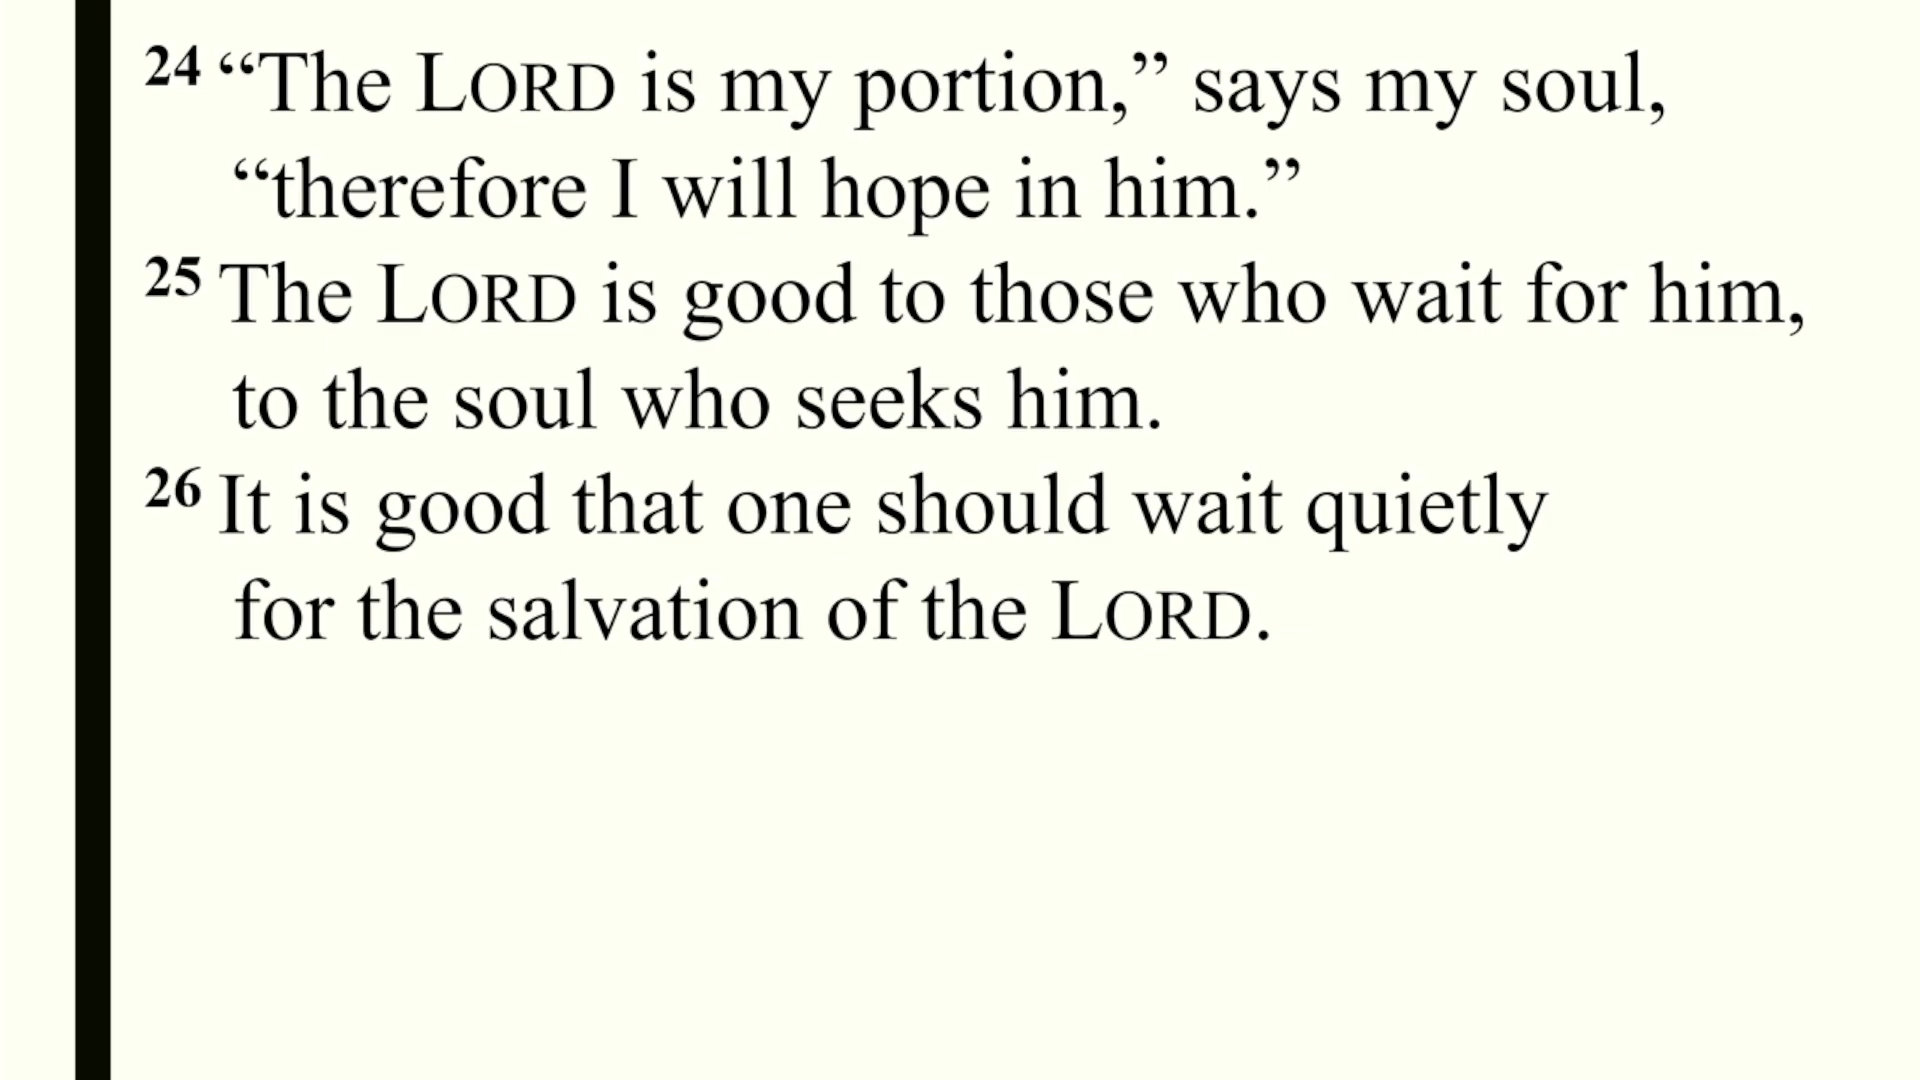 24 “The LORD is my portion,” says my soul,
“therefore I will hope in him.”
25 The LORD is good to those who wait for him,
to the soul who seeks him.
26 It is good that one should wait quietly
for the salvation of the LORD.